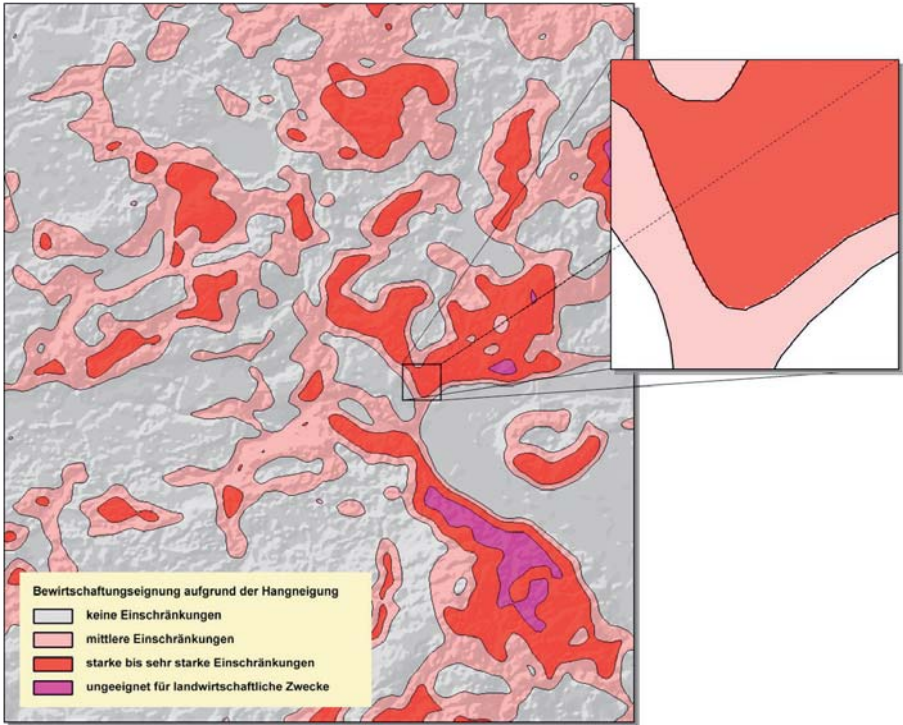 Bewirtschaftungseignung aufgrund der Hangneigung
keine Einschränkungen
mittlere Einschränkungen
starke bis sehr starke Einschränkungen
ungeeignet für landwirtschaftliche Zwecke